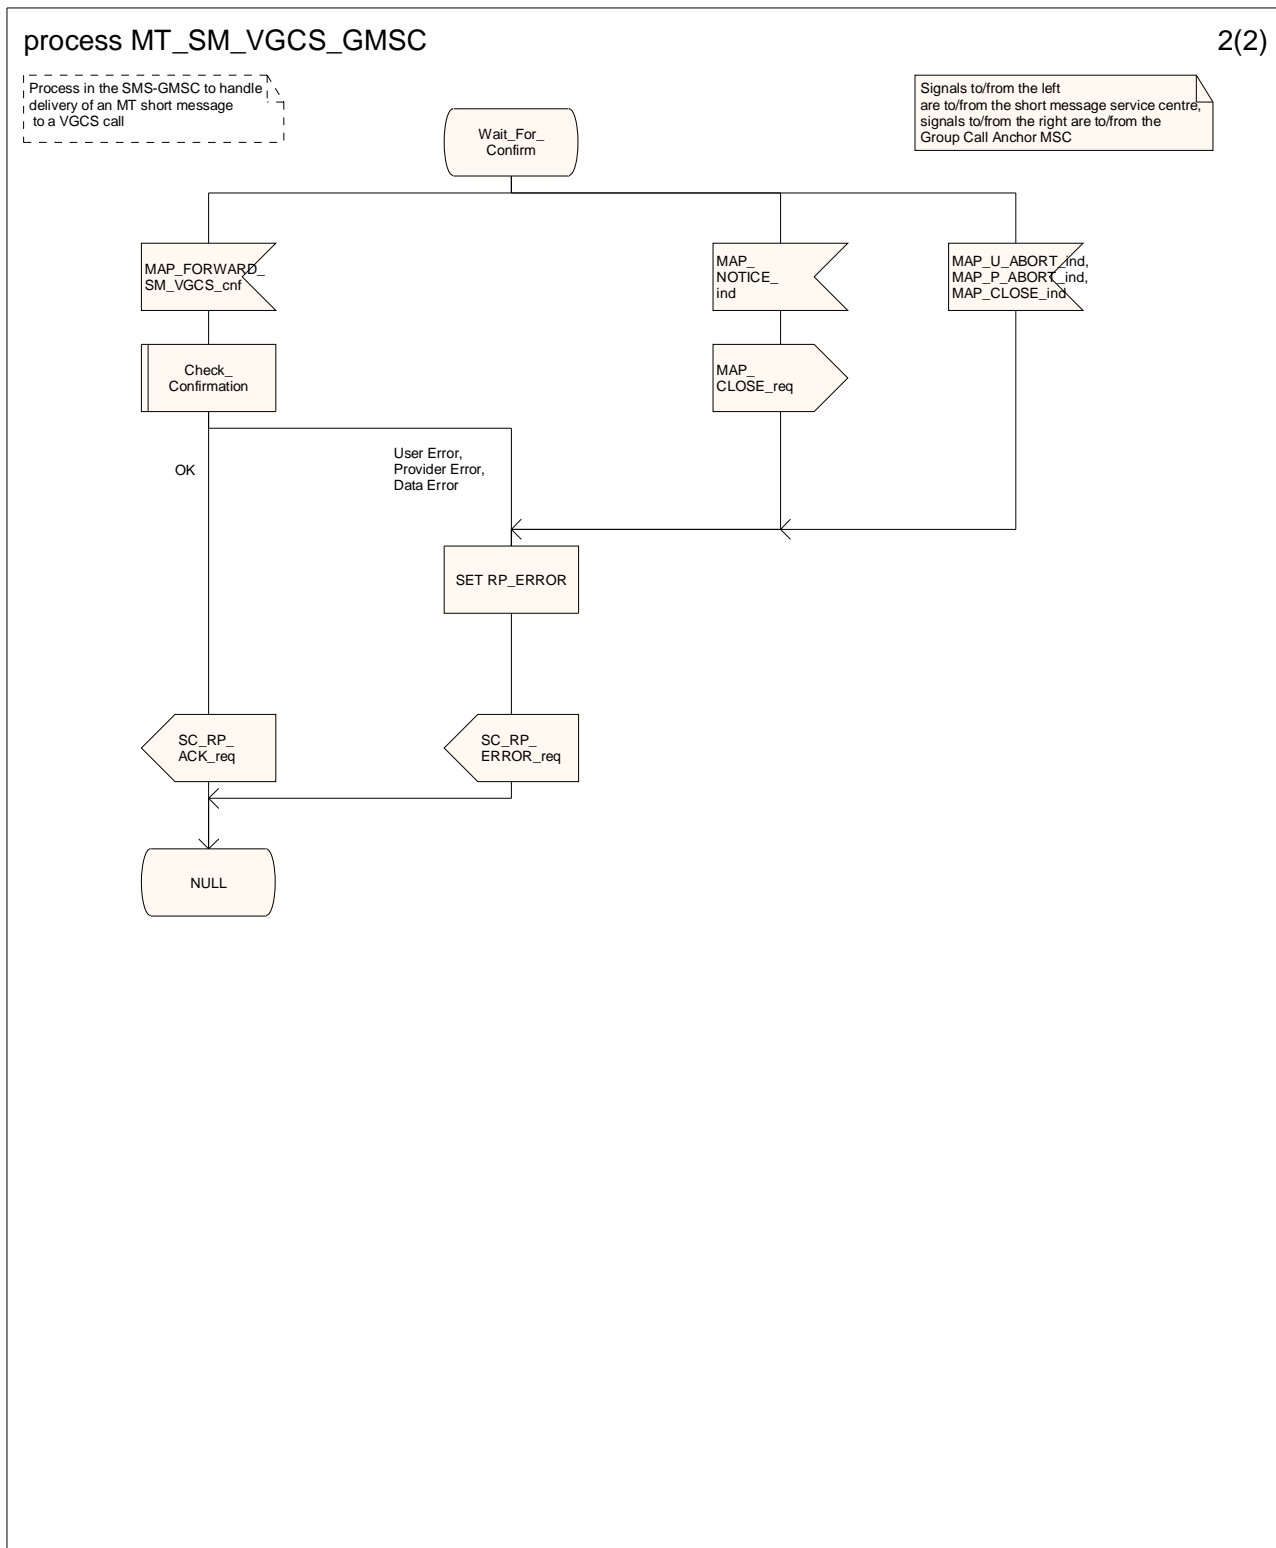 process MT_SM_VGCS_GMSC
2(2)
Process in the SMS-GMSC to handle
delivery of an MT short message
to a VGCS call
Signals to/from the left
are to/from the short message service centre,
signals to/from the right are to/from the
Group Call Anchor MSC
Wait_For_
Confirm
MAP_FORWARD_
SM_VGCS_cnf
MAP_
NOTICE_
ind
MAP_U_ABORT_ind,
MAP_P_ABORT_ind,
MAP_CLOSE_ind
Check_
Confirmation
MAP_
CLOSE_req
OK
User Error,
Provider Error,
Data Error
SET RP_ERROR
SC_RP_
ACK_req
SC_RP_
ERROR_req
NULL